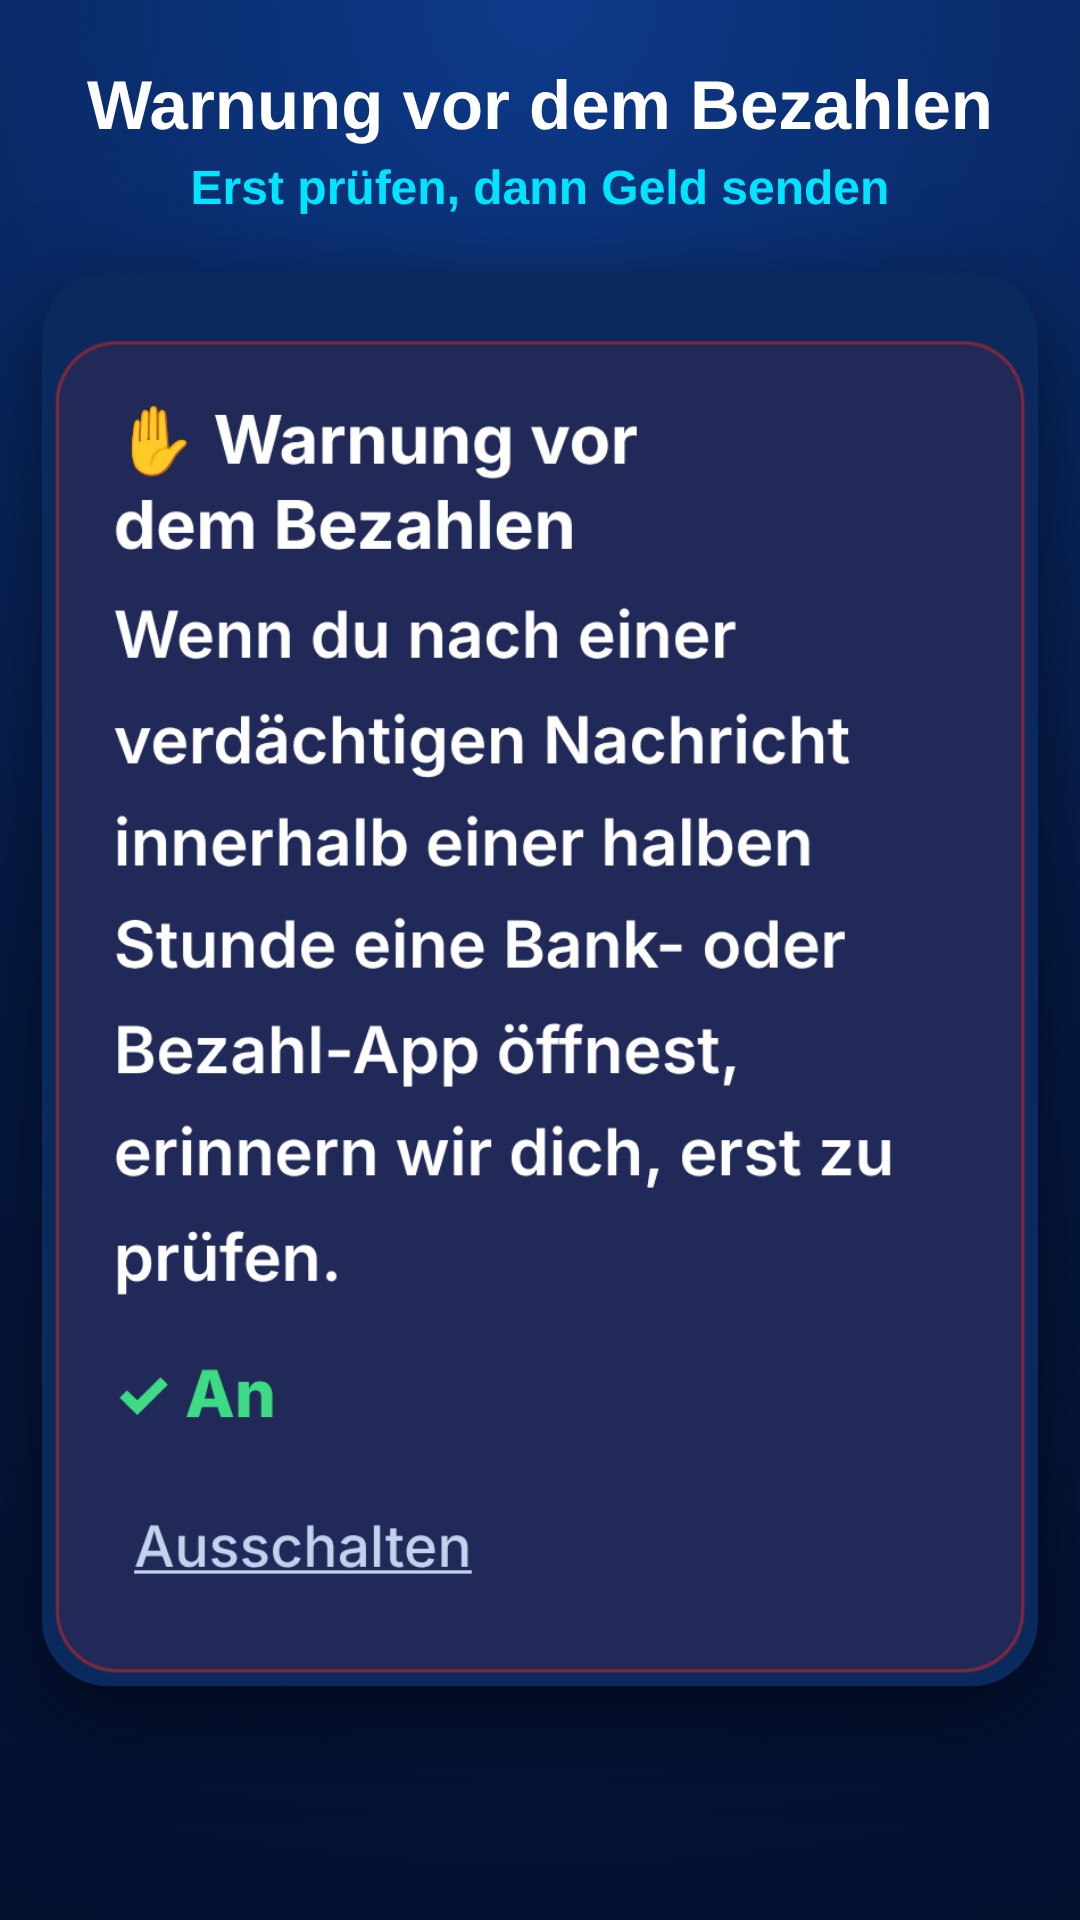 Warnung vor dem Bezahlen
Erst prüfen, dann Geld senden
✋ Warnung vor
dem Bezahlen
Wenn du nach einer
verdächtigen Nachricht
innerhalb einer halben
Stunde eine Bank- oder
Bezahl-App öffnest,
erinnern wir dich, erst zu
prüfen.
✓ An
Ausschalten